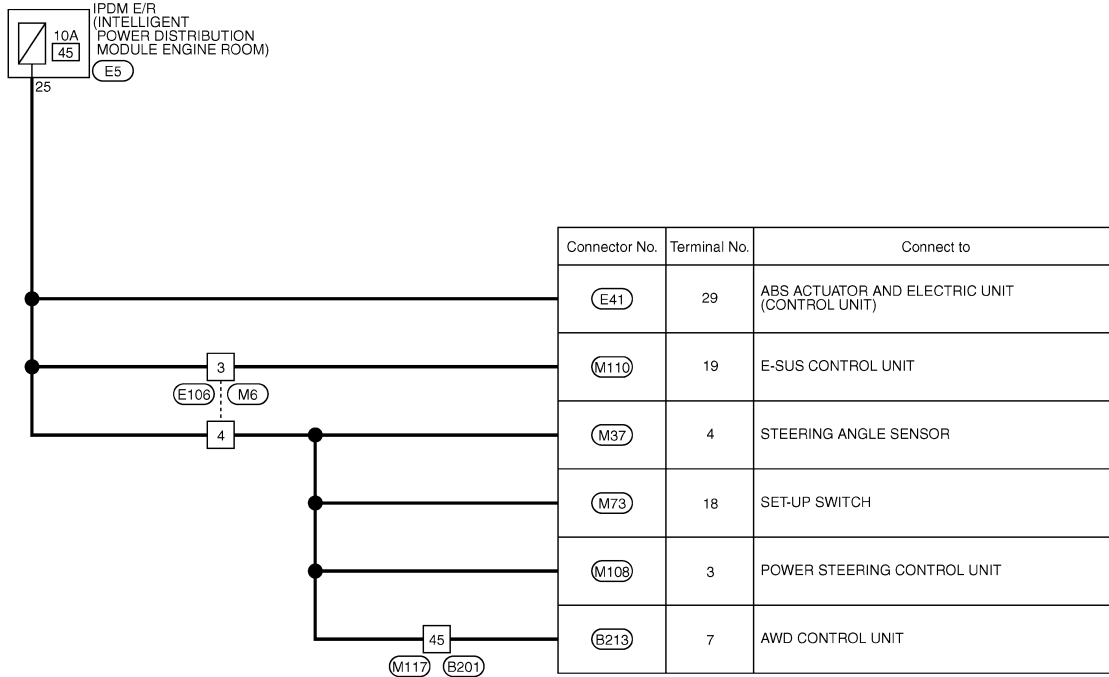 IPDM E/R
(INTELLIGENT
POWER DISTRIBUTION
MODULE ENGINE ROOM)
10A
45
E5
25
Connector No. Terminal No. Connect to
E41 29 ABS ACTUATOR AND ELECTRIC UNIT
(CONTROL UNIT)
3
M110 19 E-SUS CONTROL UNIT
E106 M6
4
M37 4 STEERING ANGLE SENSOR
M73 18 SET-UP SWITCH
M108 3 POWER STEERING CONTROL UNIT
45
B213 7 AWD CONTROL UNIT
M117 B201